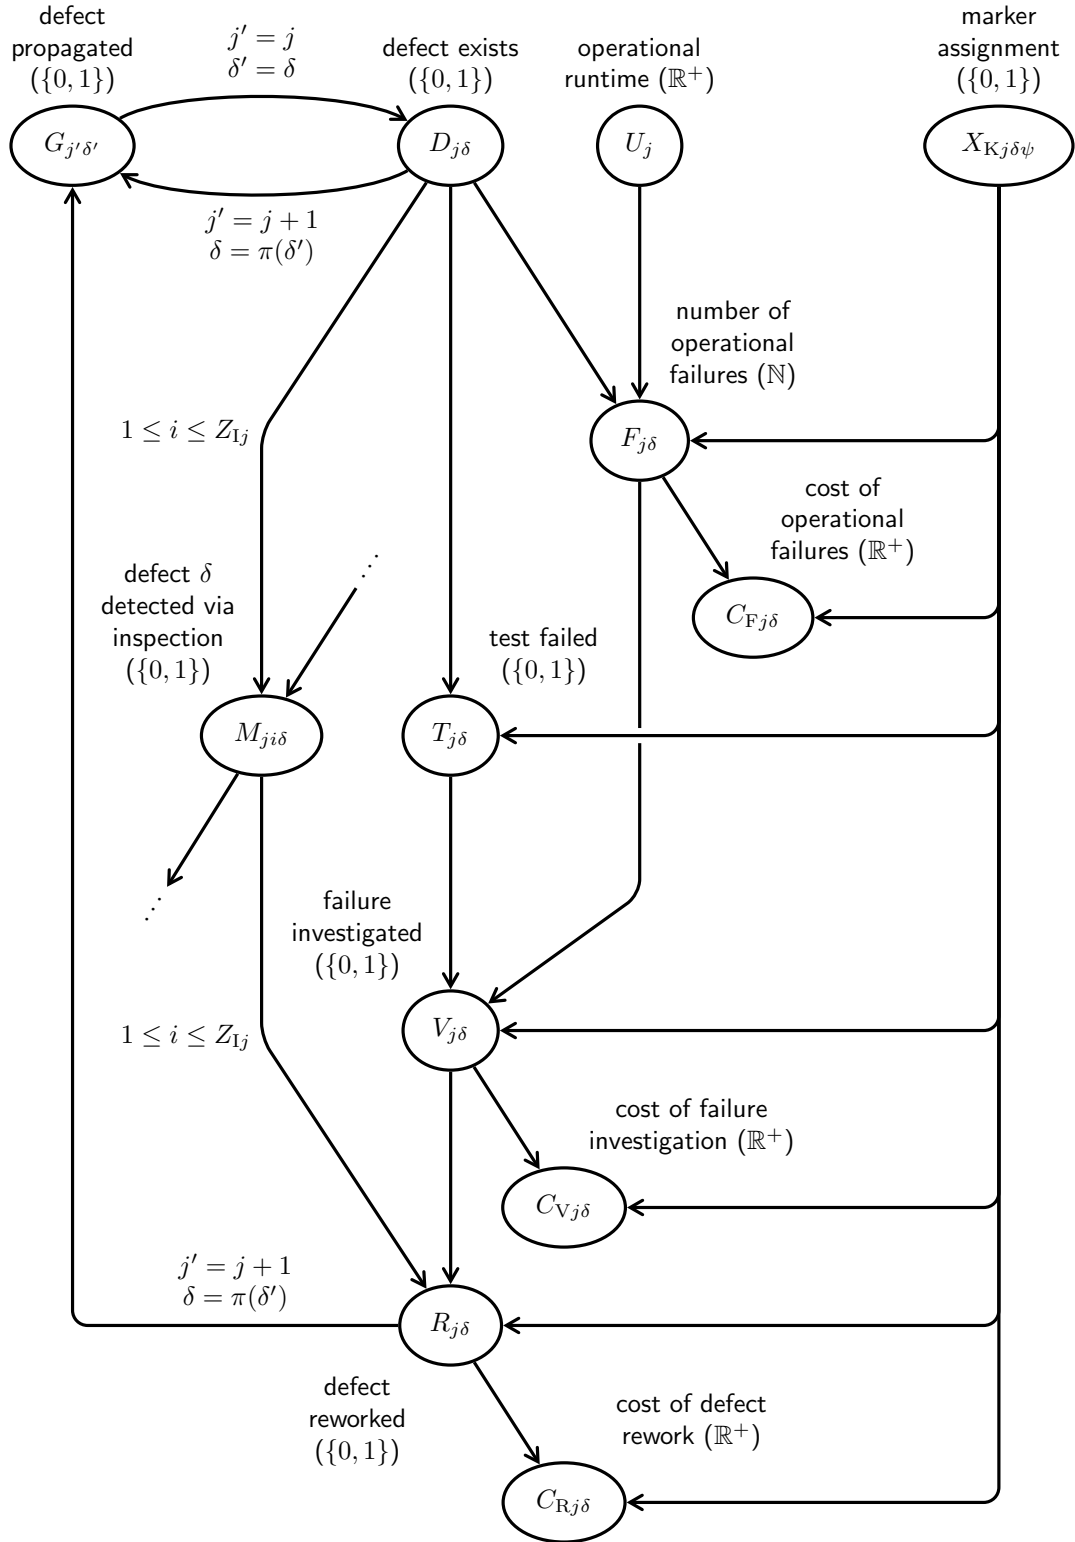 defect
propagated
({0, 1})
j′ = j
δ′ = δ
defect exists
({0, 1})
operational
runtime (ℝ⁺)
marker
assignment
({0, 1})
G_{j′δ′}
D_{jδ}
U_j
X_{Kjδψ}
j′ = j + 1
δ = π(δ′)
number of
operational
failures (ℕ)
1 ≤ i ≤ Z_{Ij}
F_{jδ}
cost of
operational
failures (ℝ⁺)
defect δ
detected via
inspection
({0, 1})
⋰
test failed
({0, 1})
C_{Fjδ}
M_{jiδ}
T_{jδ}
⋰
failure
investigated
({0, 1})
1 ≤ i ≤ Z_{Ij}
V_{jδ}
cost of failure
investigation (ℝ⁺)
C_{Vjδ}
j′ = j + 1
δ = π(δ′)
R_{jδ}
defect
reworked
({0, 1})
cost of defect
rework (ℝ⁺)
C_{Rjδ}